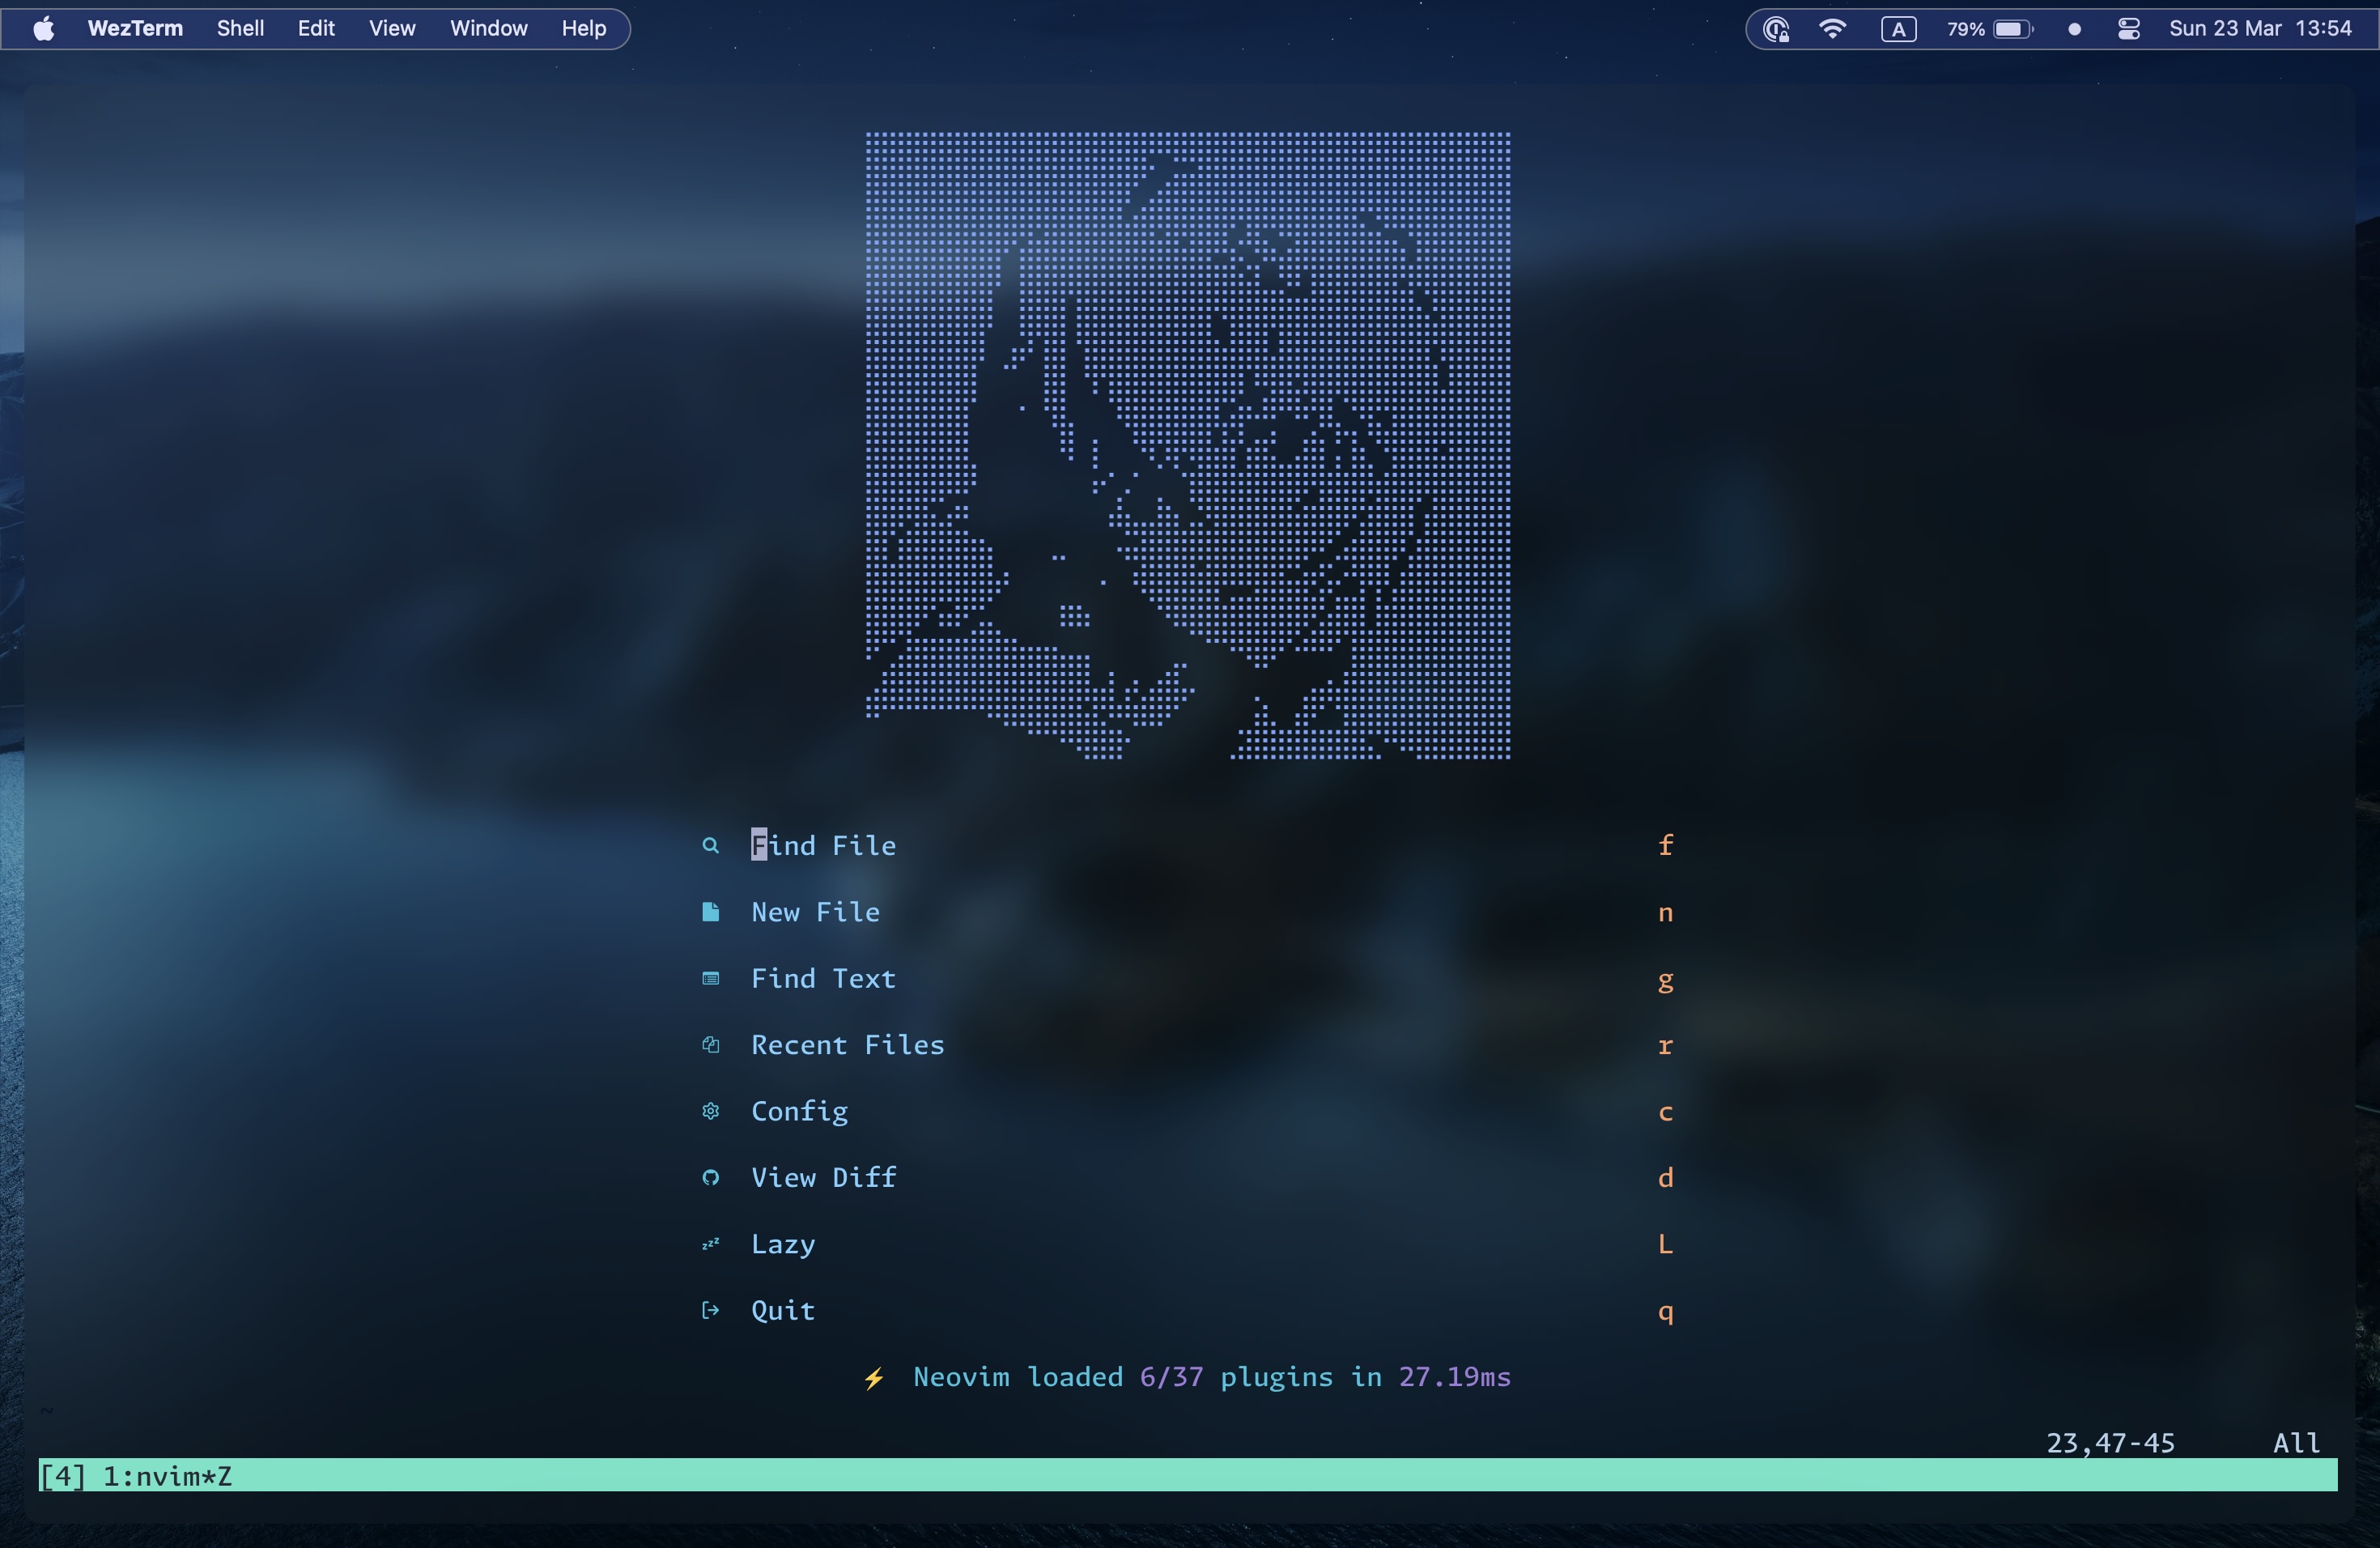 WezTerm Shell Edit View Window Help A 79% Sun 23 Mar 13:54
Find File f
New File n
Find Text g
Recent Files r
Config c
View Diff d
zzz Lazy L
Quit q
⚡ Neovim loaded 6/37 plugins in 27.19ms
~
23,47-45 All
[4] 1:nvim*Z